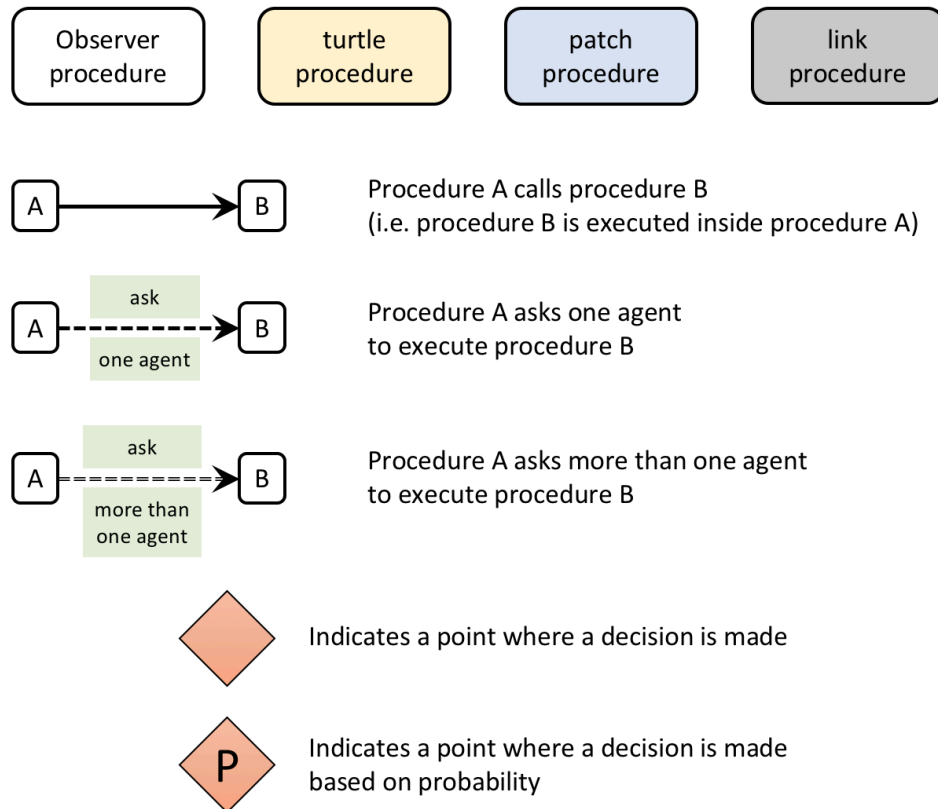 Observer
procedure
turtle
procedure
patch
procedure
link
procedure
A
B
Procedure A calls procedure B
(i.e. procedure B is executed inside procedure A)
ask
A
B
one agent
Procedure A asks one agent
to execute procedure B
ask
A
B
more than
one agent
Procedure A asks more than one agent
to execute procedure B
Indicates a point where a decision is made
P
Indicates a point where a decision is made
based on probability